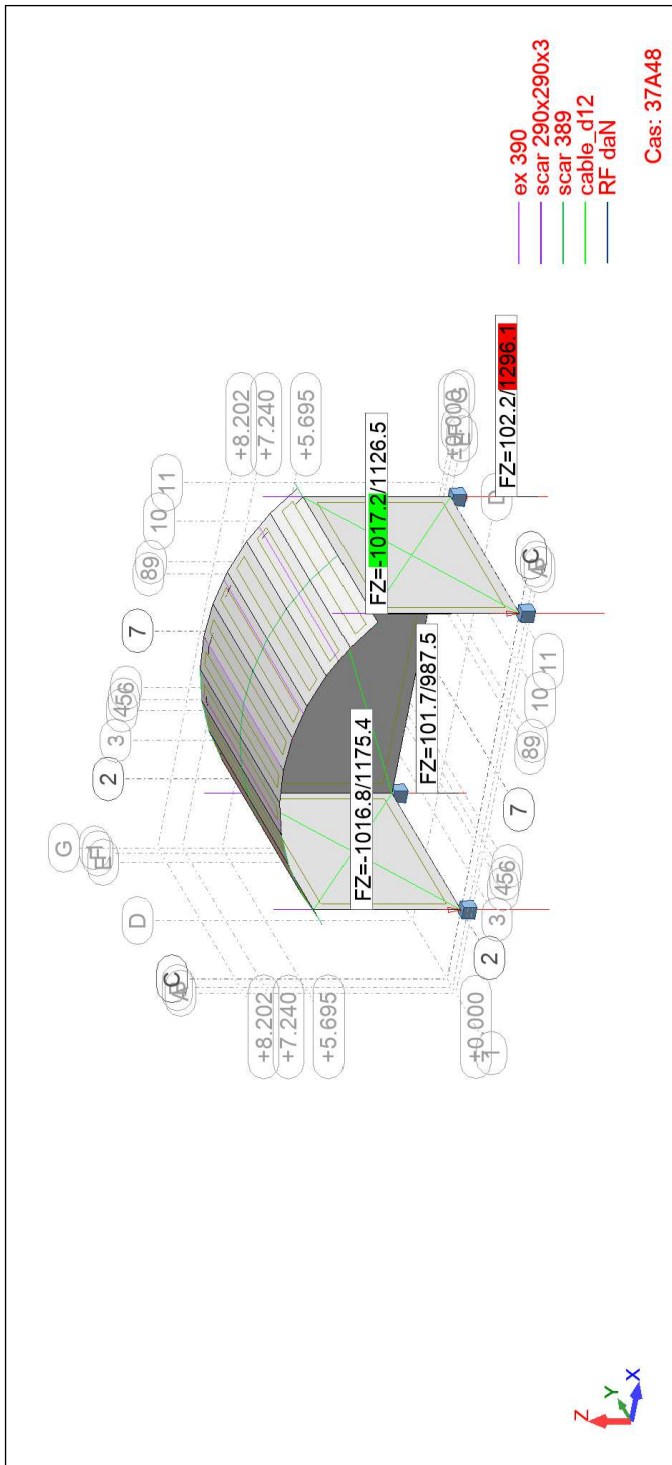 G
E
D
C
2
3
456
7
89
10
11
+8.202
+7.240
+5.695
+8.202
+7.240
+5.695
+0.000
1
G
D
C
2
3
456
7
89
10
11
FZ=-1016.8/1175.4
FZ=-1017.2/1126.5
FZ=101.7/987.5
FZ=102.2/1296.1
ex 390
scar 290x290x3
scar 389
cable_d12
RF daN
Cas: 37A48
Z
Y
X